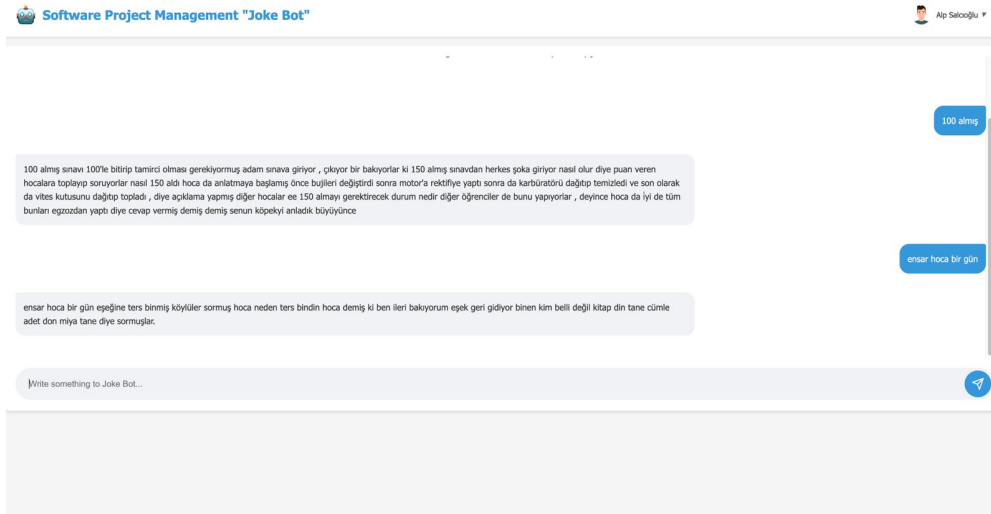 Software Project Management "Joke Bot"
Alp Salcıoğlu
100 almış
100 almış sınavı 100'le bitirip tamirci olması gerekiyormuş adam sınava giriyor , çıkıyor bir bakıyorlar ki 150 almış sınavdan herkes şoka giriyor nasıl olur diye puan veren
hocalara toplayıp soruyorlar nasıl 150 aldı hoca da anlatmaya başlamış önce bujileri değiştirdi sonra motor'a rektifiye yaptı sonra da karbüratörü dağıtıp temizledi ve son olarak
da vites kutusunu dağıtıp topladı , diye açıklama yapmış diğer hocalar ee 150 almayı gerektirecek durum nedir diğer öğrenciler de bunu yapıyorlar , deyince hoca da İyi de tüm
bunları egzozdan yaptı diye cevap vermiş demiş demiş senun köpekyi anladık büyüyünce
ensar hoca bir gün
ensar hoca bir gün eşeğine ters binmiş köylüler sormuş hoca neden ters bindin hoca demiş ki ben ileri bakıyorum eşek geri gidiyor binen kim belli değil kitap din tane cümle
adet don miya tane diye sormuşlar.
Write something to Joke Bot...